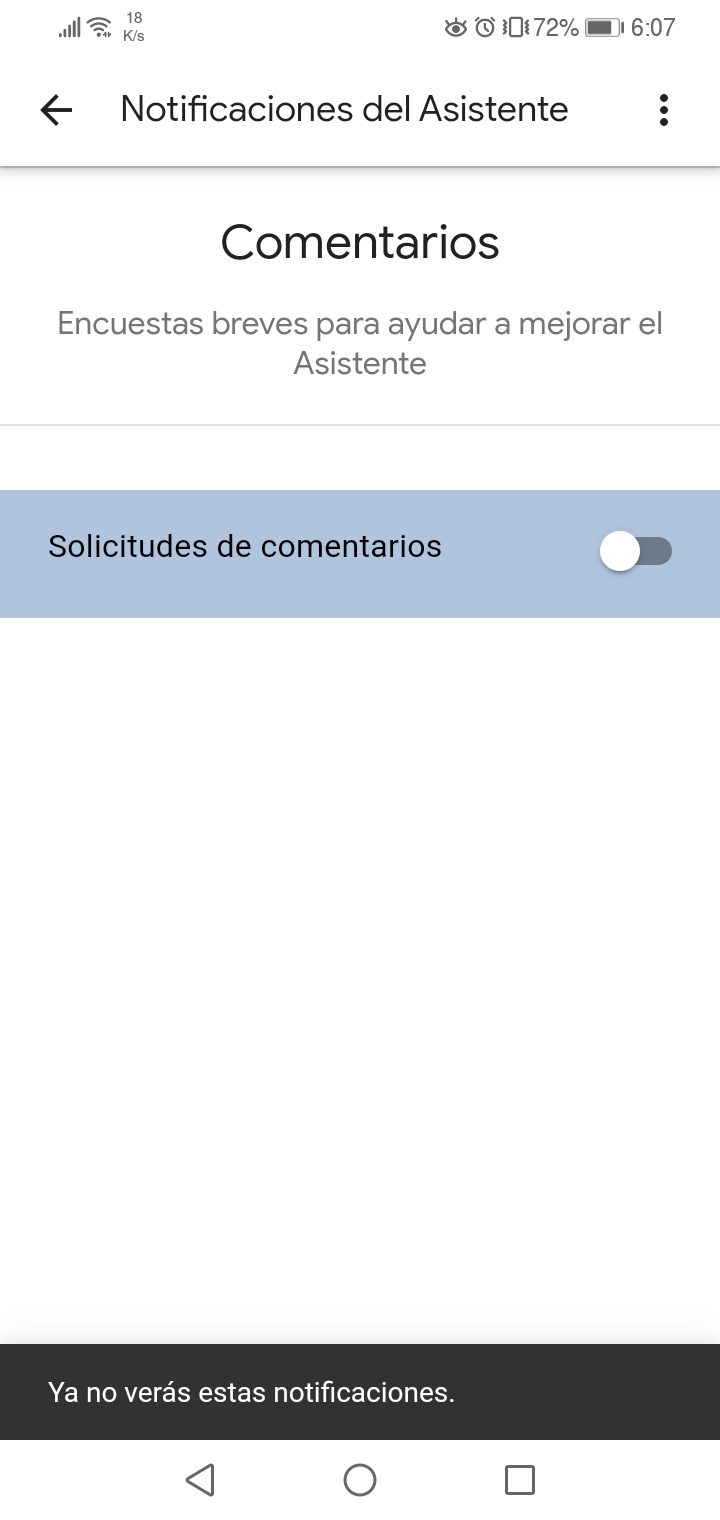 18
K/s
72%
6:07
Notificaciones del Asistente
Comentarios
Encuestas breves para ayudar a mejorar el
Asistente
Solicitudes de comentarios
Ya no verás estas notificaciones.